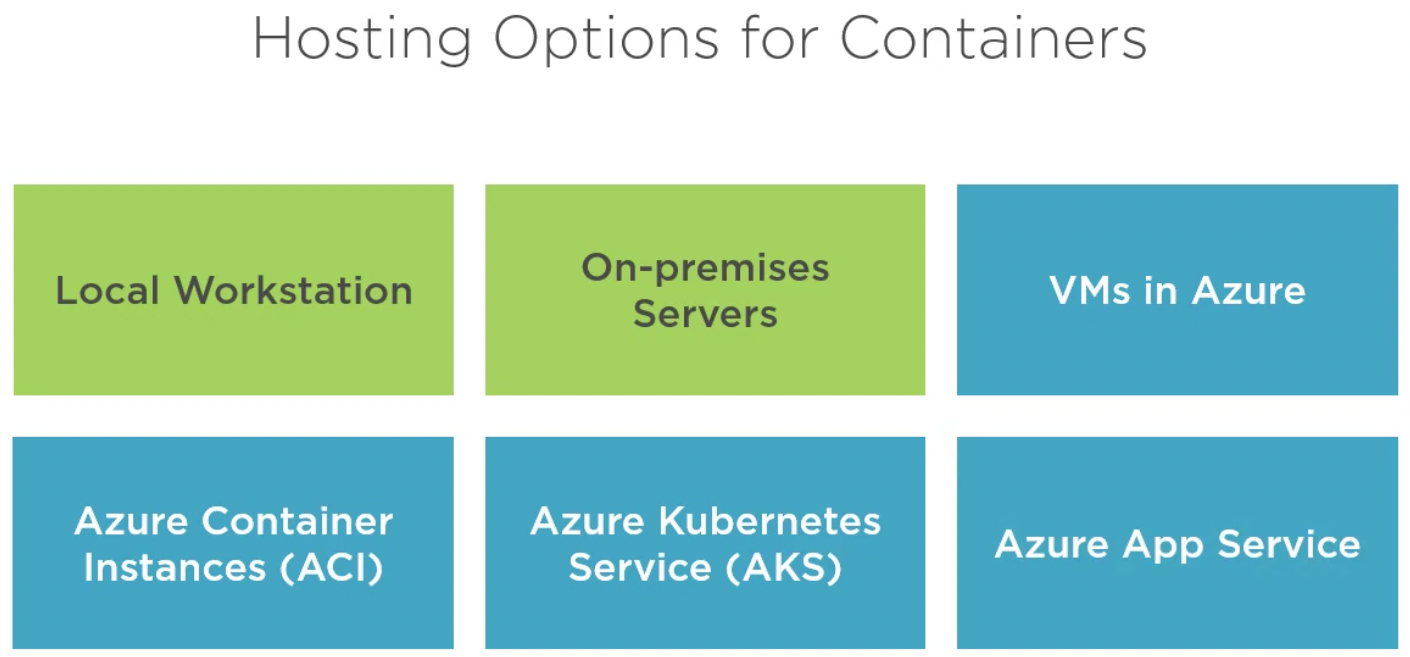 Hosting Options for Containers
Local Workstation
On-premises
Servers
VMs in Azure
Azure Container
Instances (ACI)
Azure Kubernetes
Service (AKS)
Azure App Service